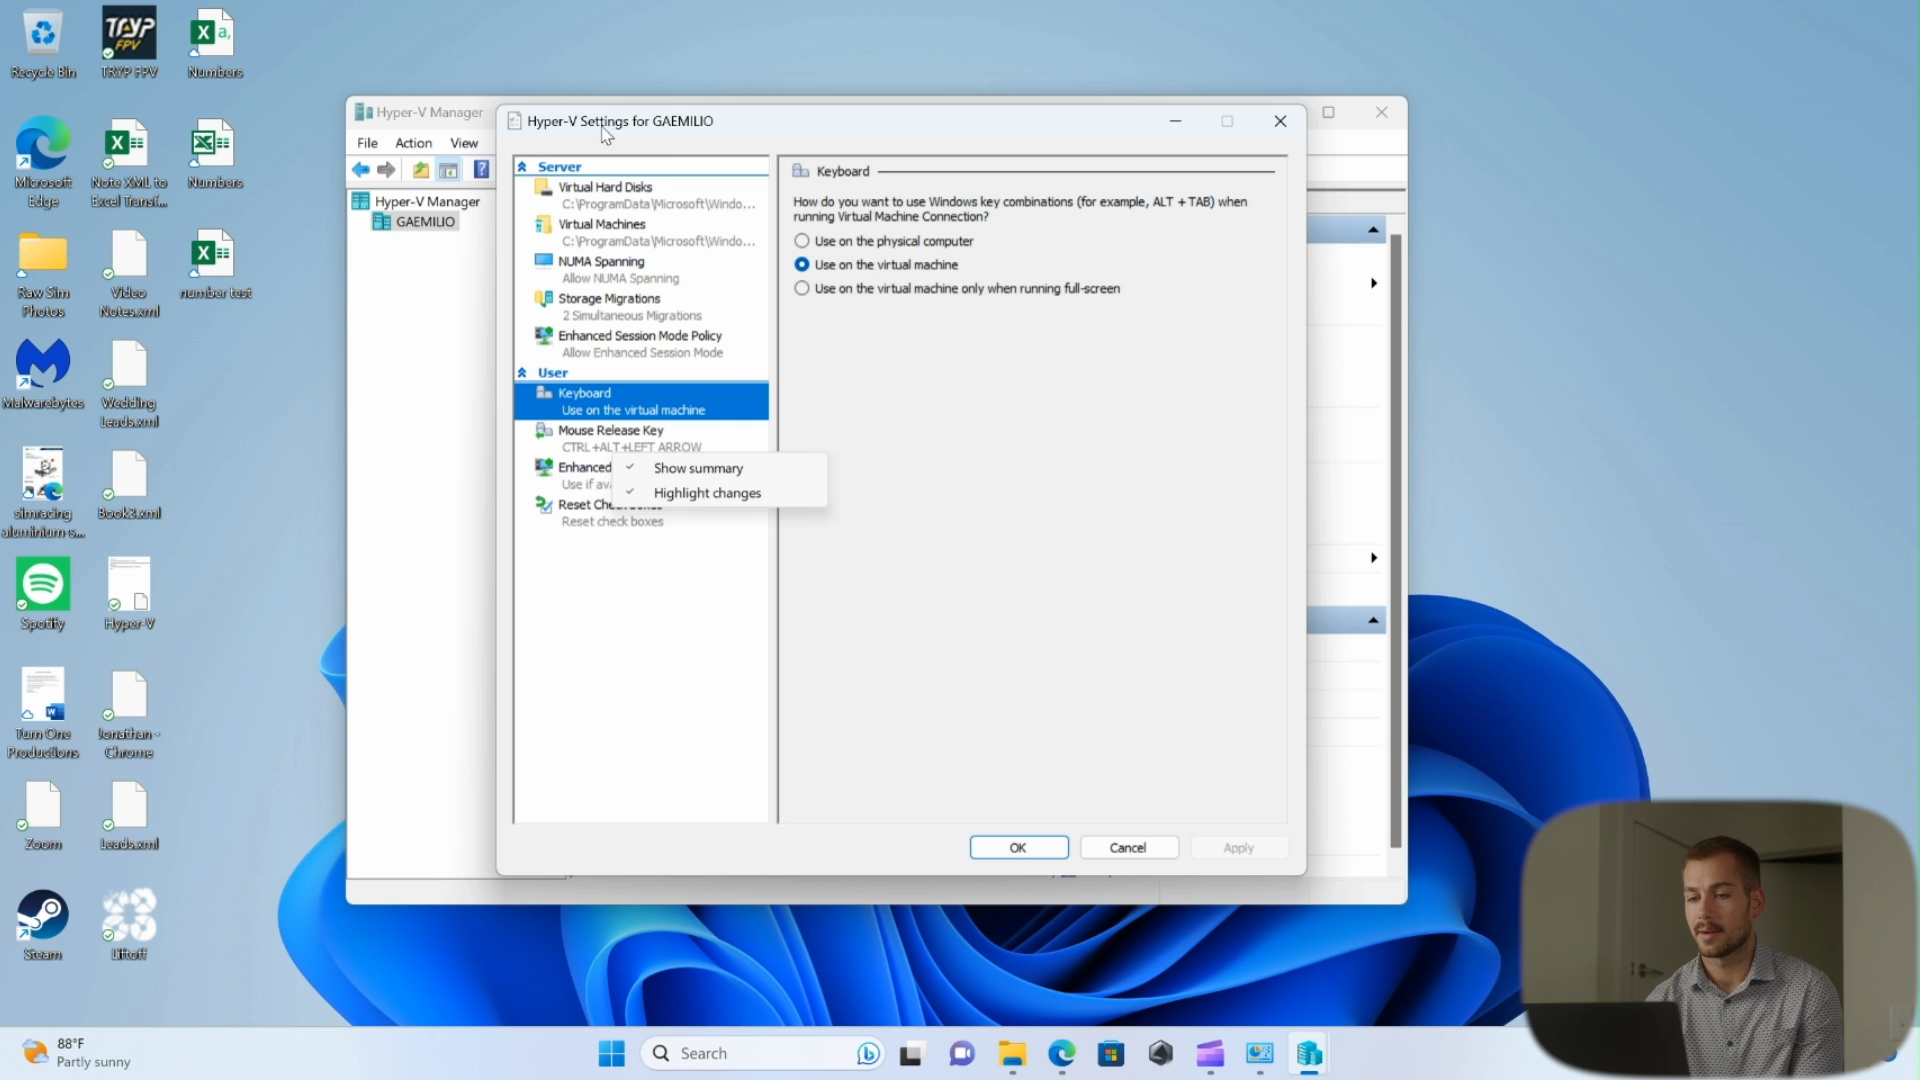 Recycle Bin
TRYP FPV
TRYP FPV
Numbers
Microsoft Edge
Note XML to Excel Transi...
Numbers
Raw Sim Photos
Video Notes.xml
number test
Malwarebytes
Wedding Leads.xml
simracing aluminium-s...
Book3.xml
Spotify
Hyper-V
Turn One Productions
Jonathan - Chrome
Zoom
Leads.xml
Steam
Liftoff
Hyper-V Manager
File Action View
Hyper-V Manager
GAEMILIO
Hyper-V Settings for GAEMILIO
Server
Virtual Hard Disks
C:\ProgramData\Microsoft\Windo...
Virtual Machines
C:\ProgramData\Microsoft\Windo...
NUMA Spanning
Allow NUMA Spanning
Storage Migrations
2 Simultaneous Migrations
Enhanced Session Mode Policy
Allow Enhanced Session Mode
User
Keyboard
Use on the virtual machine
Mouse Release Key
CTRL+ALT+LEFT ARROW
Enhanced
Use if
Reset
Reset check boxes
Show summary
Highlight changes
Keyboard
How do you want to use Windows key combinations (for example, ALT + TAB) when
running Virtual Machine Connection?
Use on the physical computer
Use on the virtual machine
Use on the virtual machine only when running full-screen
OK Cancel Apply
88°F
Partly sunny
Search